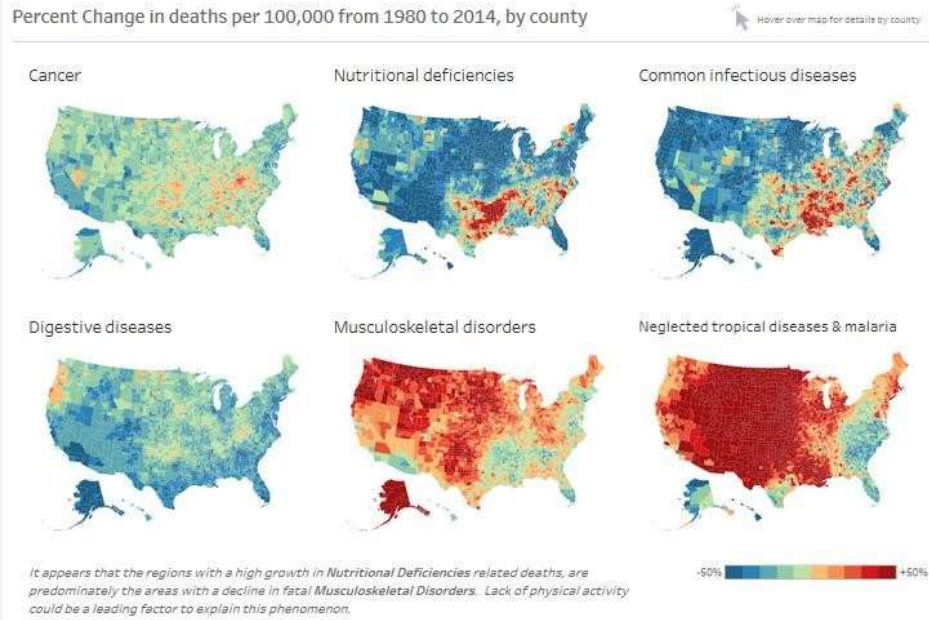 Percent Change in deaths per 100,000 from 1980 to 2014, by county
Hover over map for details by county
Cancer
Nutritional deficiencies
Common infectious diseases
Digestive diseases
Musculoskeletal disorders
Neglected tropical diseases & malaria
It appears that the regions with a high growth in Nutritional Deficiencies related deaths, are
predominately the areas with a decline in fatal Musculoskeletal Disorders. Lack of physical activity
could be a leading factor to explain this phenomenon.
-50%
+50%